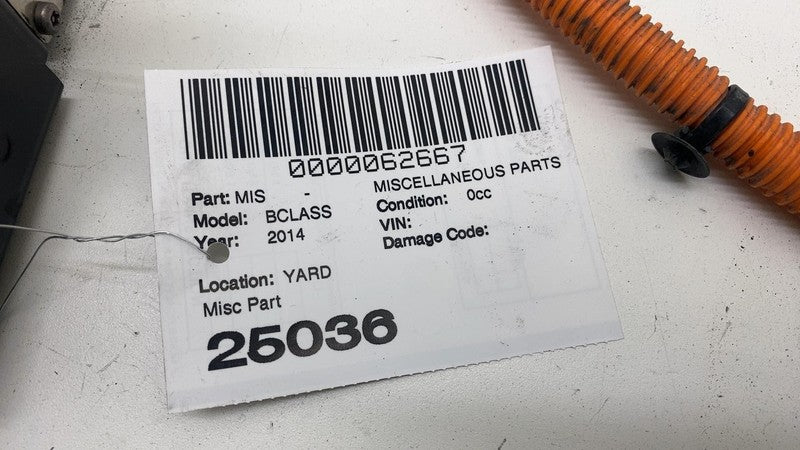 0000062667
Part: MIS - MISCELLANEOUS PARTS
Model: BCLASS Condition: 0cc
Year: 2014 VIN:
Damage Code:
Location: YARD
Misc Part
25036